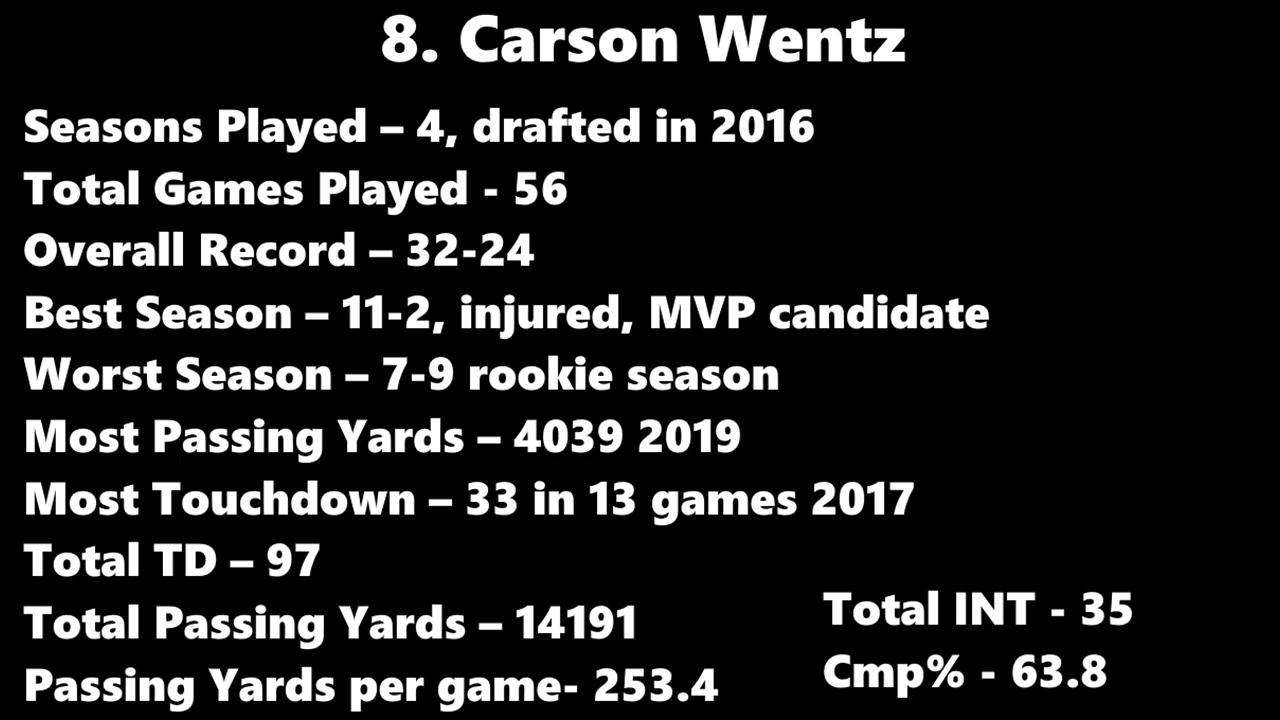 8. Carson Wentz
Seasons Played – 4, drafted in 2016
Total Games Played - 56
Overall Record – 32-24
Best Season – 11-2, injured, MVP candidate
Worst Season – 7-9 rookie season
Most Passing Yards – 4039 2019
Most Touchdown – 33 in 13 games 2017
Total TD – 97
Total Passing Yards – 14191
Passing Yards per game- 253.4
Total INT - 35
Cmp% - 63.8